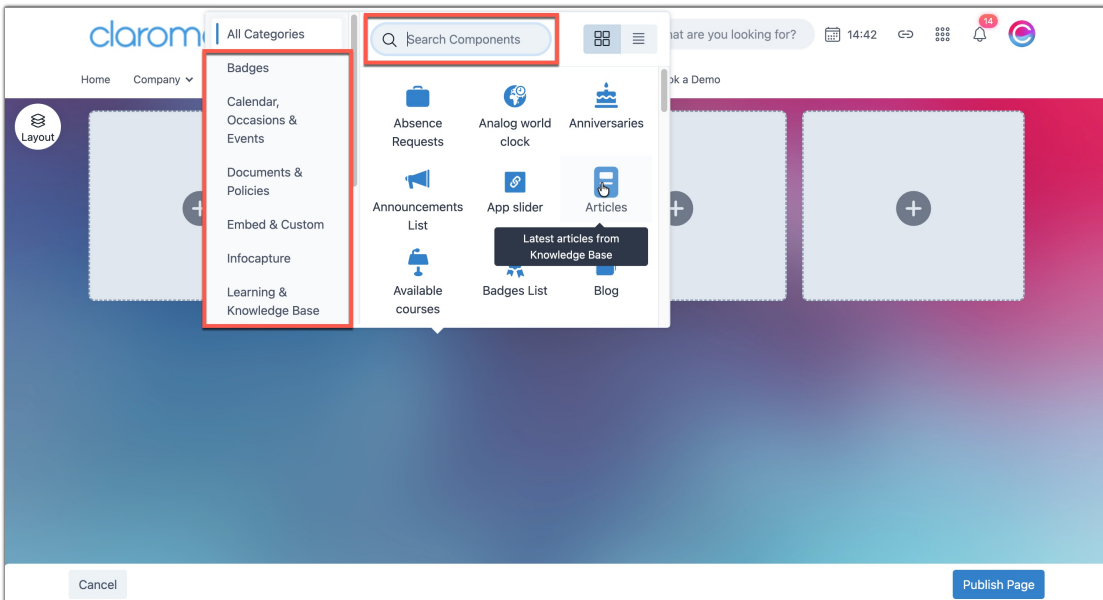 clarom
All Categories
Search Components
at are you looking for?
14:42
14
Home
Company
ok a Demo
Layout
Badges
Calendar,
Occasions &
Events
Documents &
Policies
Embed & Custom
Infocapture
Learning &
Knowledge Base
Absence
Requests
Analog world
clock
Anniversaries
Announcements
List
App slider
Articles
Latest articles from
Knowledge Base
Available
courses
Badges List
Blog
Cancel
Publish Page